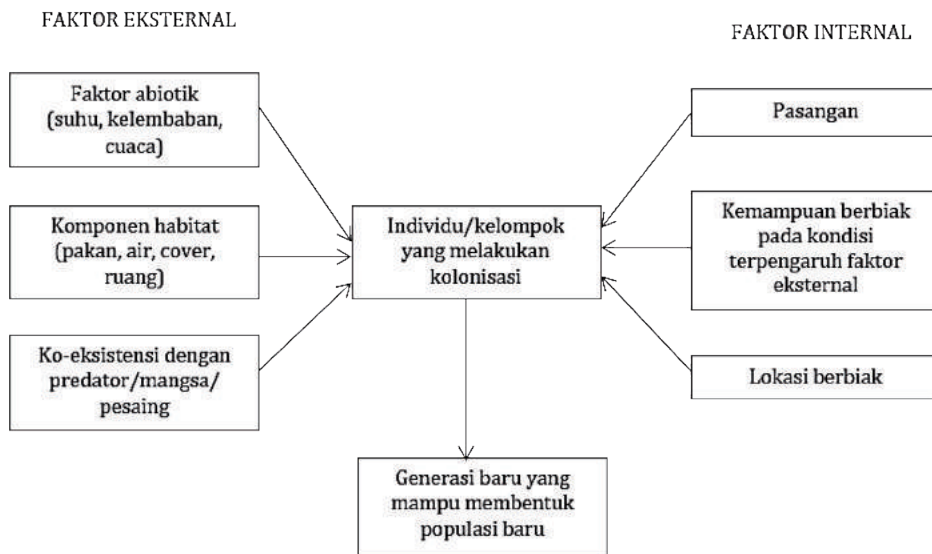 FAKTOR EKSTERNAL
FAKTOR INTERNAL
Faktor abiotik
(suhu, kelembaban,
cuaca)
Komponen habitat
(pakan, air, cover,
ruang)
Ko-eksistensi dengan
predator/mangsa/
pesaing
Individu/kelompok
yang melakukan
kolonisasi
Pasangan
Kemampuan berbiak
pada kondisi
terpengaruh faktor
eksternal
Lokasi berbiak
Generasi baru yang
mampu membentuk
populasi baru